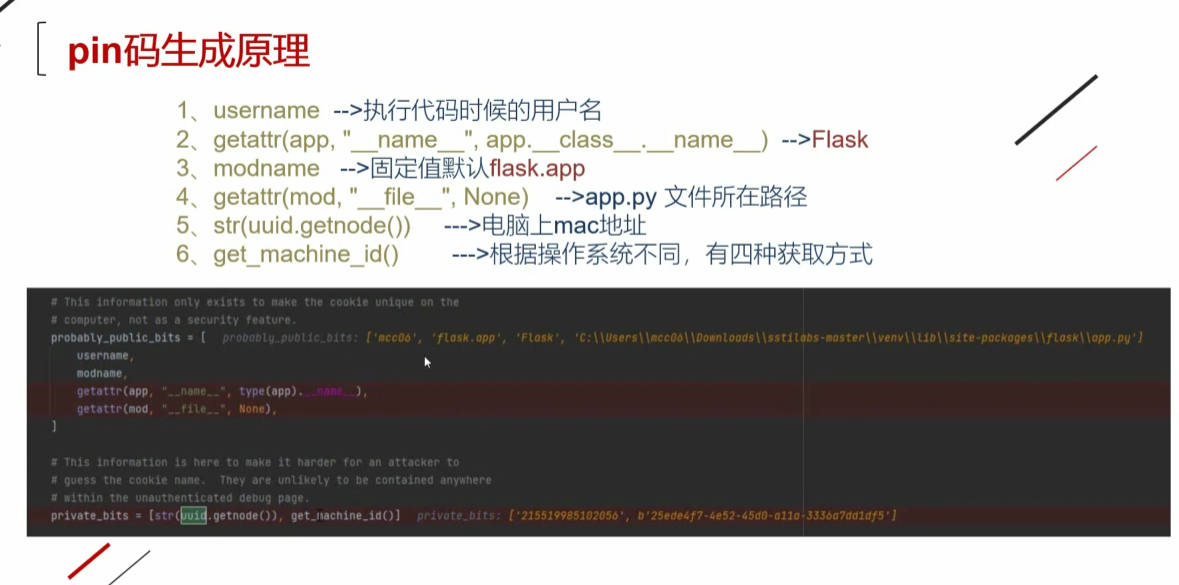 pin码生成原理
1、username -->执行代码时候的用户名
2、getattr(app, "__name__", app.__class__.__name__) -->Flask
3、modname -->固定值默认flask.app
4、getattr(mod, "__file__", None) -->app.py 文件所在路径
5、str(uuid.getnode()) --->电脑上mac地址
6、get_machine_id() --->根据操作系统不同，有四种获取方式
# This information only exists to make the cookie unique on the
# computer, not as a security feature.
probably_public_bits = [ probably_public_bits: ['mcc06', 'flask.app', 'Flask', 'C:\\Users\\mcc06\\Downloads\\sstilabs-master\\venv\\lib\\site-packages\\flask\\app.py']
username,
modname,
getattr(app, "__name__", type(app).__name__),
getattr(mod, "__file__", None),
]
# This information is here to make it harder for an attacker to
# guess the cookie name. They are unlikely to be contained anywhere
# within the unauthenticated debug page.
private_bits = [str(uuid.getnode()), get_machine_id()] private_bits: ['215519985102056', b'25ede4f7-4e52-45d0-a11a-3336a7dd1df5']